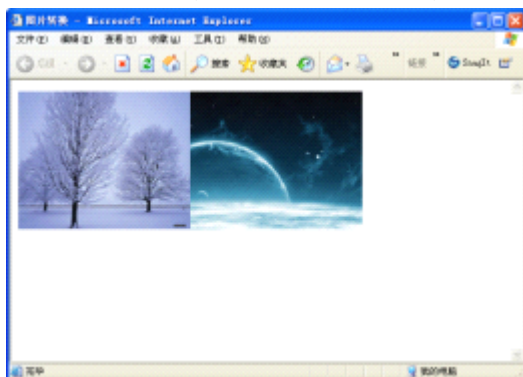 图片转换 - Microsoft Internet Explorer
文件(E) 编辑(E) 查看(V) 收藏(A) 工具(T) 帮助(H)
搜索 收藏夹 链接 SnagIt
完毕 我的电脑